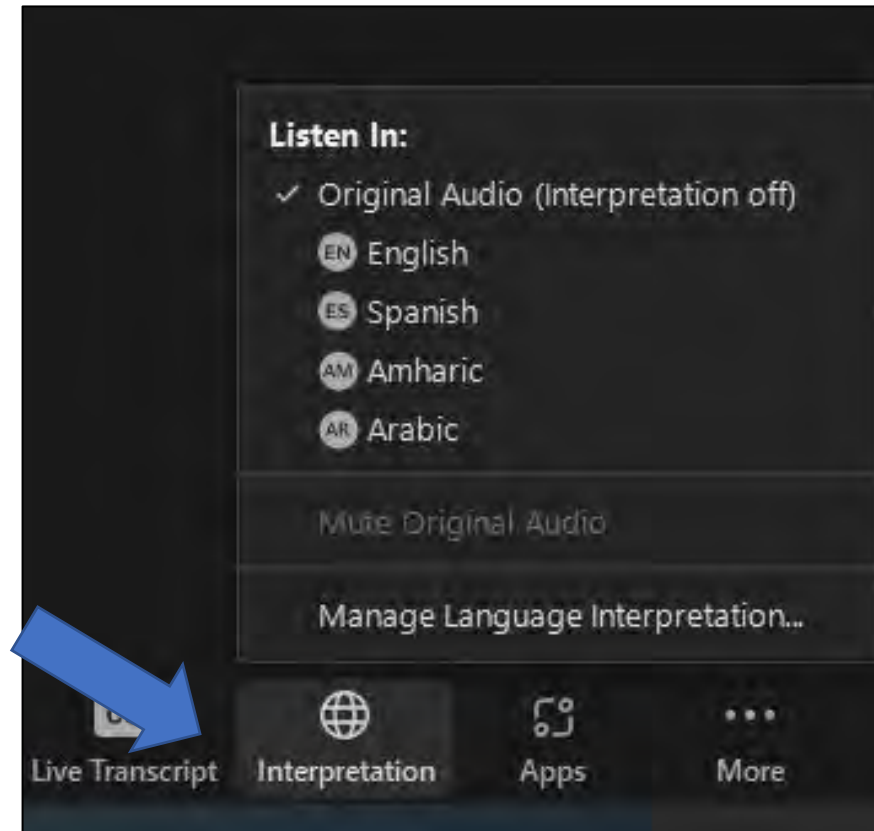 Listen In:
Original Audio (Interpretation off)
EN English
ES Spanish
AM Amharic
AR Arabic
Mute Original Audio
Manage Language Interpretation...
Live Transcript Interpretation Apps More